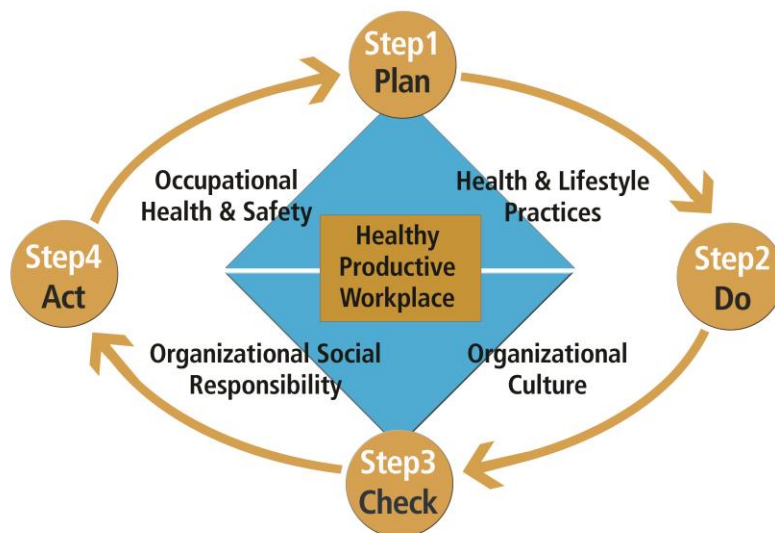 Step1
Plan
Occupational
Health & Safety
Health & Lifestyle
Practices
Healthy
Productive
Workplace
Step4
Act
Step2
Do
Organizational Social
Responsibility
Organizational
Culture
Step3
Check